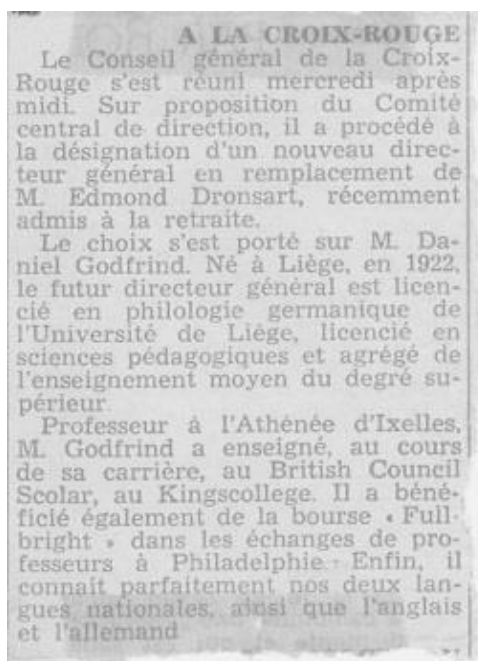 A LA CROIX-ROUGE
Le Conseil général de la Croix-
Rouge s'est réuni mercredi après
midi. Sur proposition du Comité
central de direction, il a procédé à
la désignation d'un nouveau direc-
teur général en remplacement de
M. Edmond Dronsart, récemment
admis à la retraite.
Le choix s'est porté sur M. Da-
niel Godfrind. Né à Liège, en 1922,
le futur directeur général est licen-
cié en philologie germanique de
l'Université de Liège, licencié en
sciences pédagogiques et agrégé de
l'enseignement moyen du degré su-
périeur
Professeur à l'Athénée d'Ixelles,
M. Godfrind a enseigné, au cours
de sa carrière, au British Council
Scolar, au Kingscollege. Il a béné-
ficié également de la bourse « Full-
bright » dans les échanges de pro-
fesseurs à Philadelphie. Enfin, il
connait parfaitement nos deux lan-
gues nationales, ainsi que l'anglais
et l'allemand